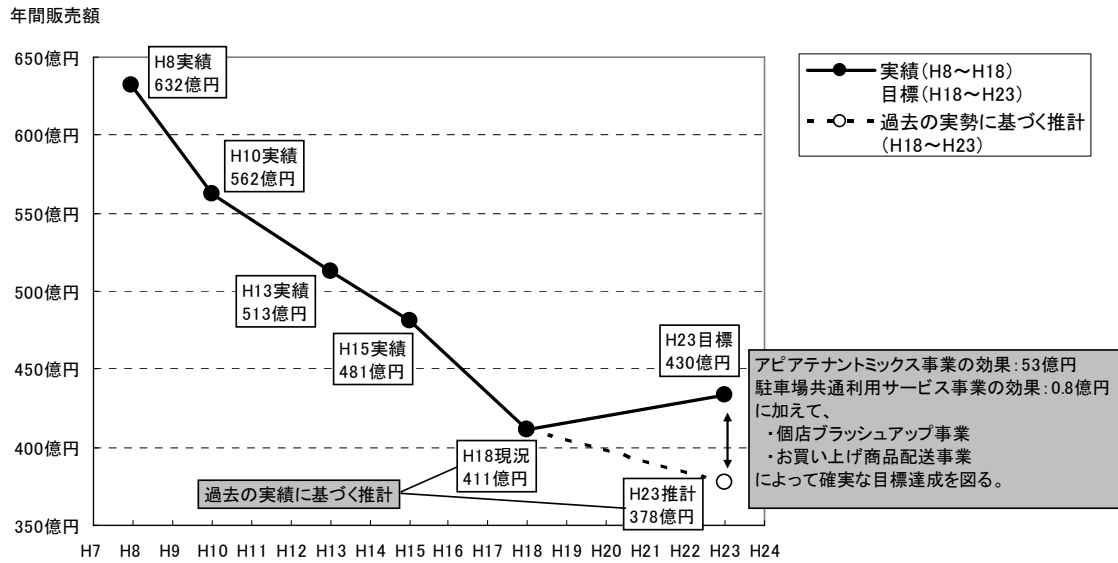 年間販売額
650億円
600億円
550億円
500億円
450億円
400億円
350億円
H8実績
632億円
H10実績
562億円
H13実績
513億円
H15実績
481億円
H18現況
411億円
過去の実績に基づく推計
H23目標
430億円
H23推計
378億円
実績(H8～H18)
目標(H18～H23)
過去の実勢に基づく推計
(H18～H23)
アピアテナントミックス事業の効果:53億円
駐車場共通利用サービス事業の効果:0.8億円
に加えて、
・個店ブラッシュアップ事業
・お買い上げ商品配送事業
によって確実な目標達成を図る。
H7 H8 H9 H10 H11 H12 H13 H14 H15 H16 H17 H18 H19 H20 H21 H22 H23 H24